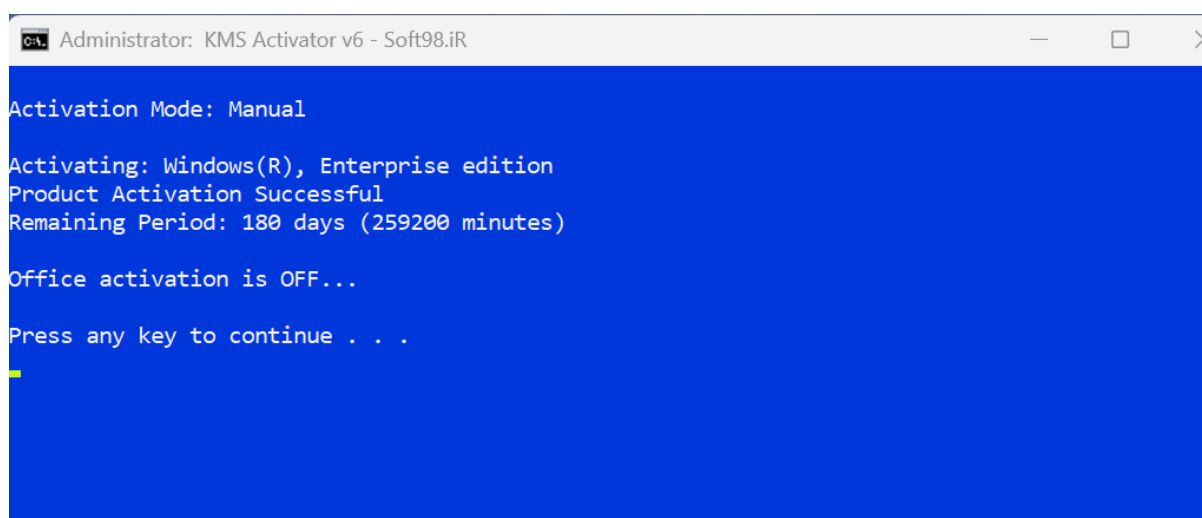 Administrator: KMS Activator v6 - Soft98.iR
Activation Mode: Manual
Activating: Windows(R), Enterprise edition
Product Activation Successful
Remaining Period: 180 days (259200 minutes)
Office activation is OFF...
Press any key to continue . . .